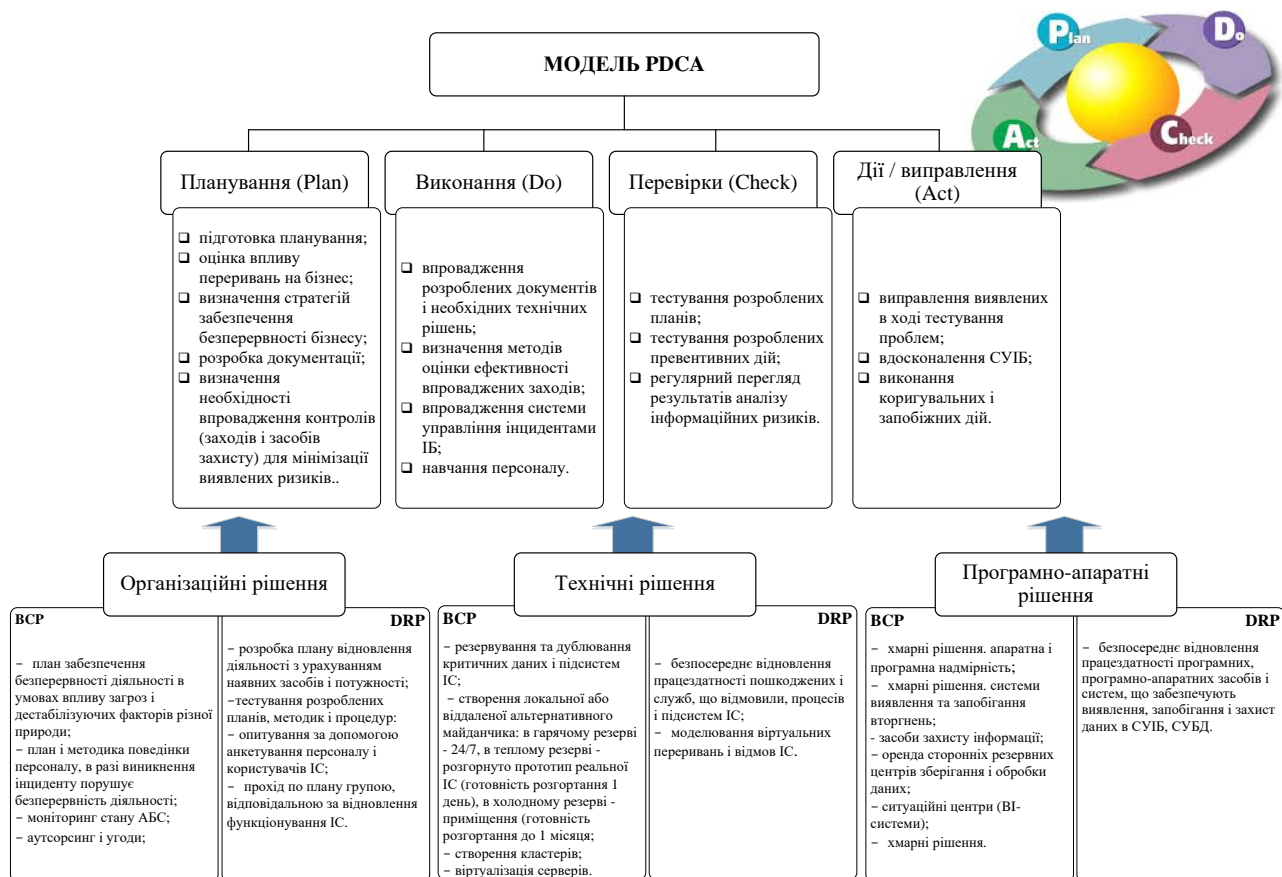 МОДЕЛЬ PDCA
Plan
Do
Check
Act
Планування (Plan)
❑ підготовка планування;
❑ оцінка впливу
переривань на бізнес;
❑ визначення стратегій
забезпечення
безперервності бізнесу;
❑ розробка документації;
❑ визначення
необхідності
впровадження контролів
(заходів і засобів
захисту) для мінімізації
виявлених ризиків..
Виконання (Do)
❑ впровадження
розроблених документів
і необхідних технічних
рішень;
❑ визначення методів
оцінки ефективності
впроваджених заходів;
❑ впровадження системи
управління інцидентами
ІБ;
❑ навчання персоналу.
Перевірки (Check)
❑ тестування розроблених
планів;
❑ тестування розроблених
превентивних дій;
❑ регулярний перегляд
результатів аналізу
інформаційних ризиків.
Дії / виправлення
(Act)
❑ виправлення виявлених
в ході тестування
проблем;
❑ вдосконалення СУІБ;
❑ виконання
коригувальних і
запобіжних дій.
Організаційні рішення
BCP
– план забезпечення
безперервності діяльності в
умовах впливу загроз і
дестабілізуючих факторів різної
природи;
– план і методика поведінки
персоналу, в разі виникнення
інциденту порушує
безперервність діяльності;
– моніторинг стану АБС;
– аутсорсинг і угоди;
DRP
– розробка плану відновлення
діяльності з урахуванням
наявних засобів і потужності;
–тестування розроблених
планів, методик і процедур:
– опитування за допомогою
анкетування персоналу і
користувачів ІС;
– прохід по плану групою,
відповідальною за відновлення
функціонування ІС.
Технічні рішення
BCP
– резервування та дублювання
критичних даних і підсистем
ІС;
– створення локальної або
віддаленої альтернативного
майданчика: в гарячому резерві
- 24/7, в теплому резерві -
розгорнуто прототип реальної
ІС (готовність розгортання 1
день), в холодному резерві -
приміщення (готовність
розгортання до 1 місяця;
– створення кластерів;
– віртуалізація серверів.
DRP
– безпосереднє відновлення
працездатності пошкоджених і
служб, що відмовили, процесів
і підсистем ІС;
– моделювання віртуальних
переривань і відмов ІС.
Програмно-апаратні
рішення
BCP
– хмарні рішення. апаратна і
програмна надмірність;
– хмарні рішення. системи
виявлення та запобігання
вторгнень;
- засоби захисту інформації;
– оренда сторонніх резервних
центрів зберігання і обробки
даних;
– ситуаційні центри (BI-
системи);
– хмарні рішення.
DRP
– безпосереднє відновлення
працездатності програмних,
програмно-апаратних засобів і
систем, що забезпечують
виявлення, запобігання і захист
даних в СУІБ, СУБД.